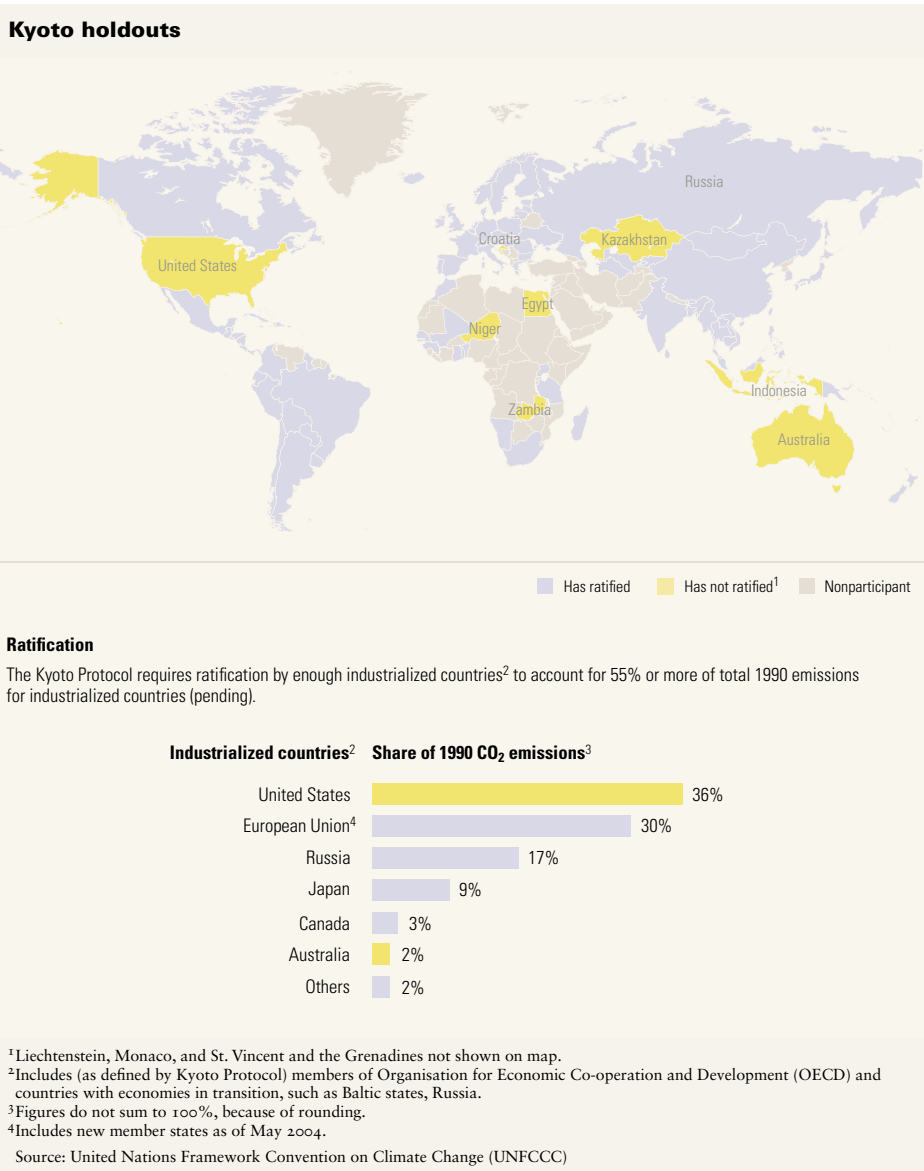 Kyoto holdouts
Russia
Croatia
Kazakhstan
United States
Egypt
Niger
Indonesia
Zambia
Australia
Has ratified
Has not ratified¹
Nonparticipant
Ratification
The Kyoto Protocol requires ratification by enough industrialized countries² to account for 55% or more of total 1990 emissions
for industrialized countries (pending).
Industrialized countries² Share of 1990 CO₂ emissions³
United States 36%
European Union⁴ 30%
Russia 17%
Japan 9%
Canada 3%
Australia 2%
Others 2%
¹Liechtenstein, Monaco, and St. Vincent and the Grenadines not shown on map.
²Includes (as defined by Kyoto Protocol) members of Organisation for Economic Co-operation and Development (OECD) and
countries with economies in transition, such as Baltic states, Russia.
³Figures do not sum to 100%, because of rounding.
⁴Includes new member states as of May 2004.
Source: United Nations Framework Convention on Climate Change (UNFCCC)